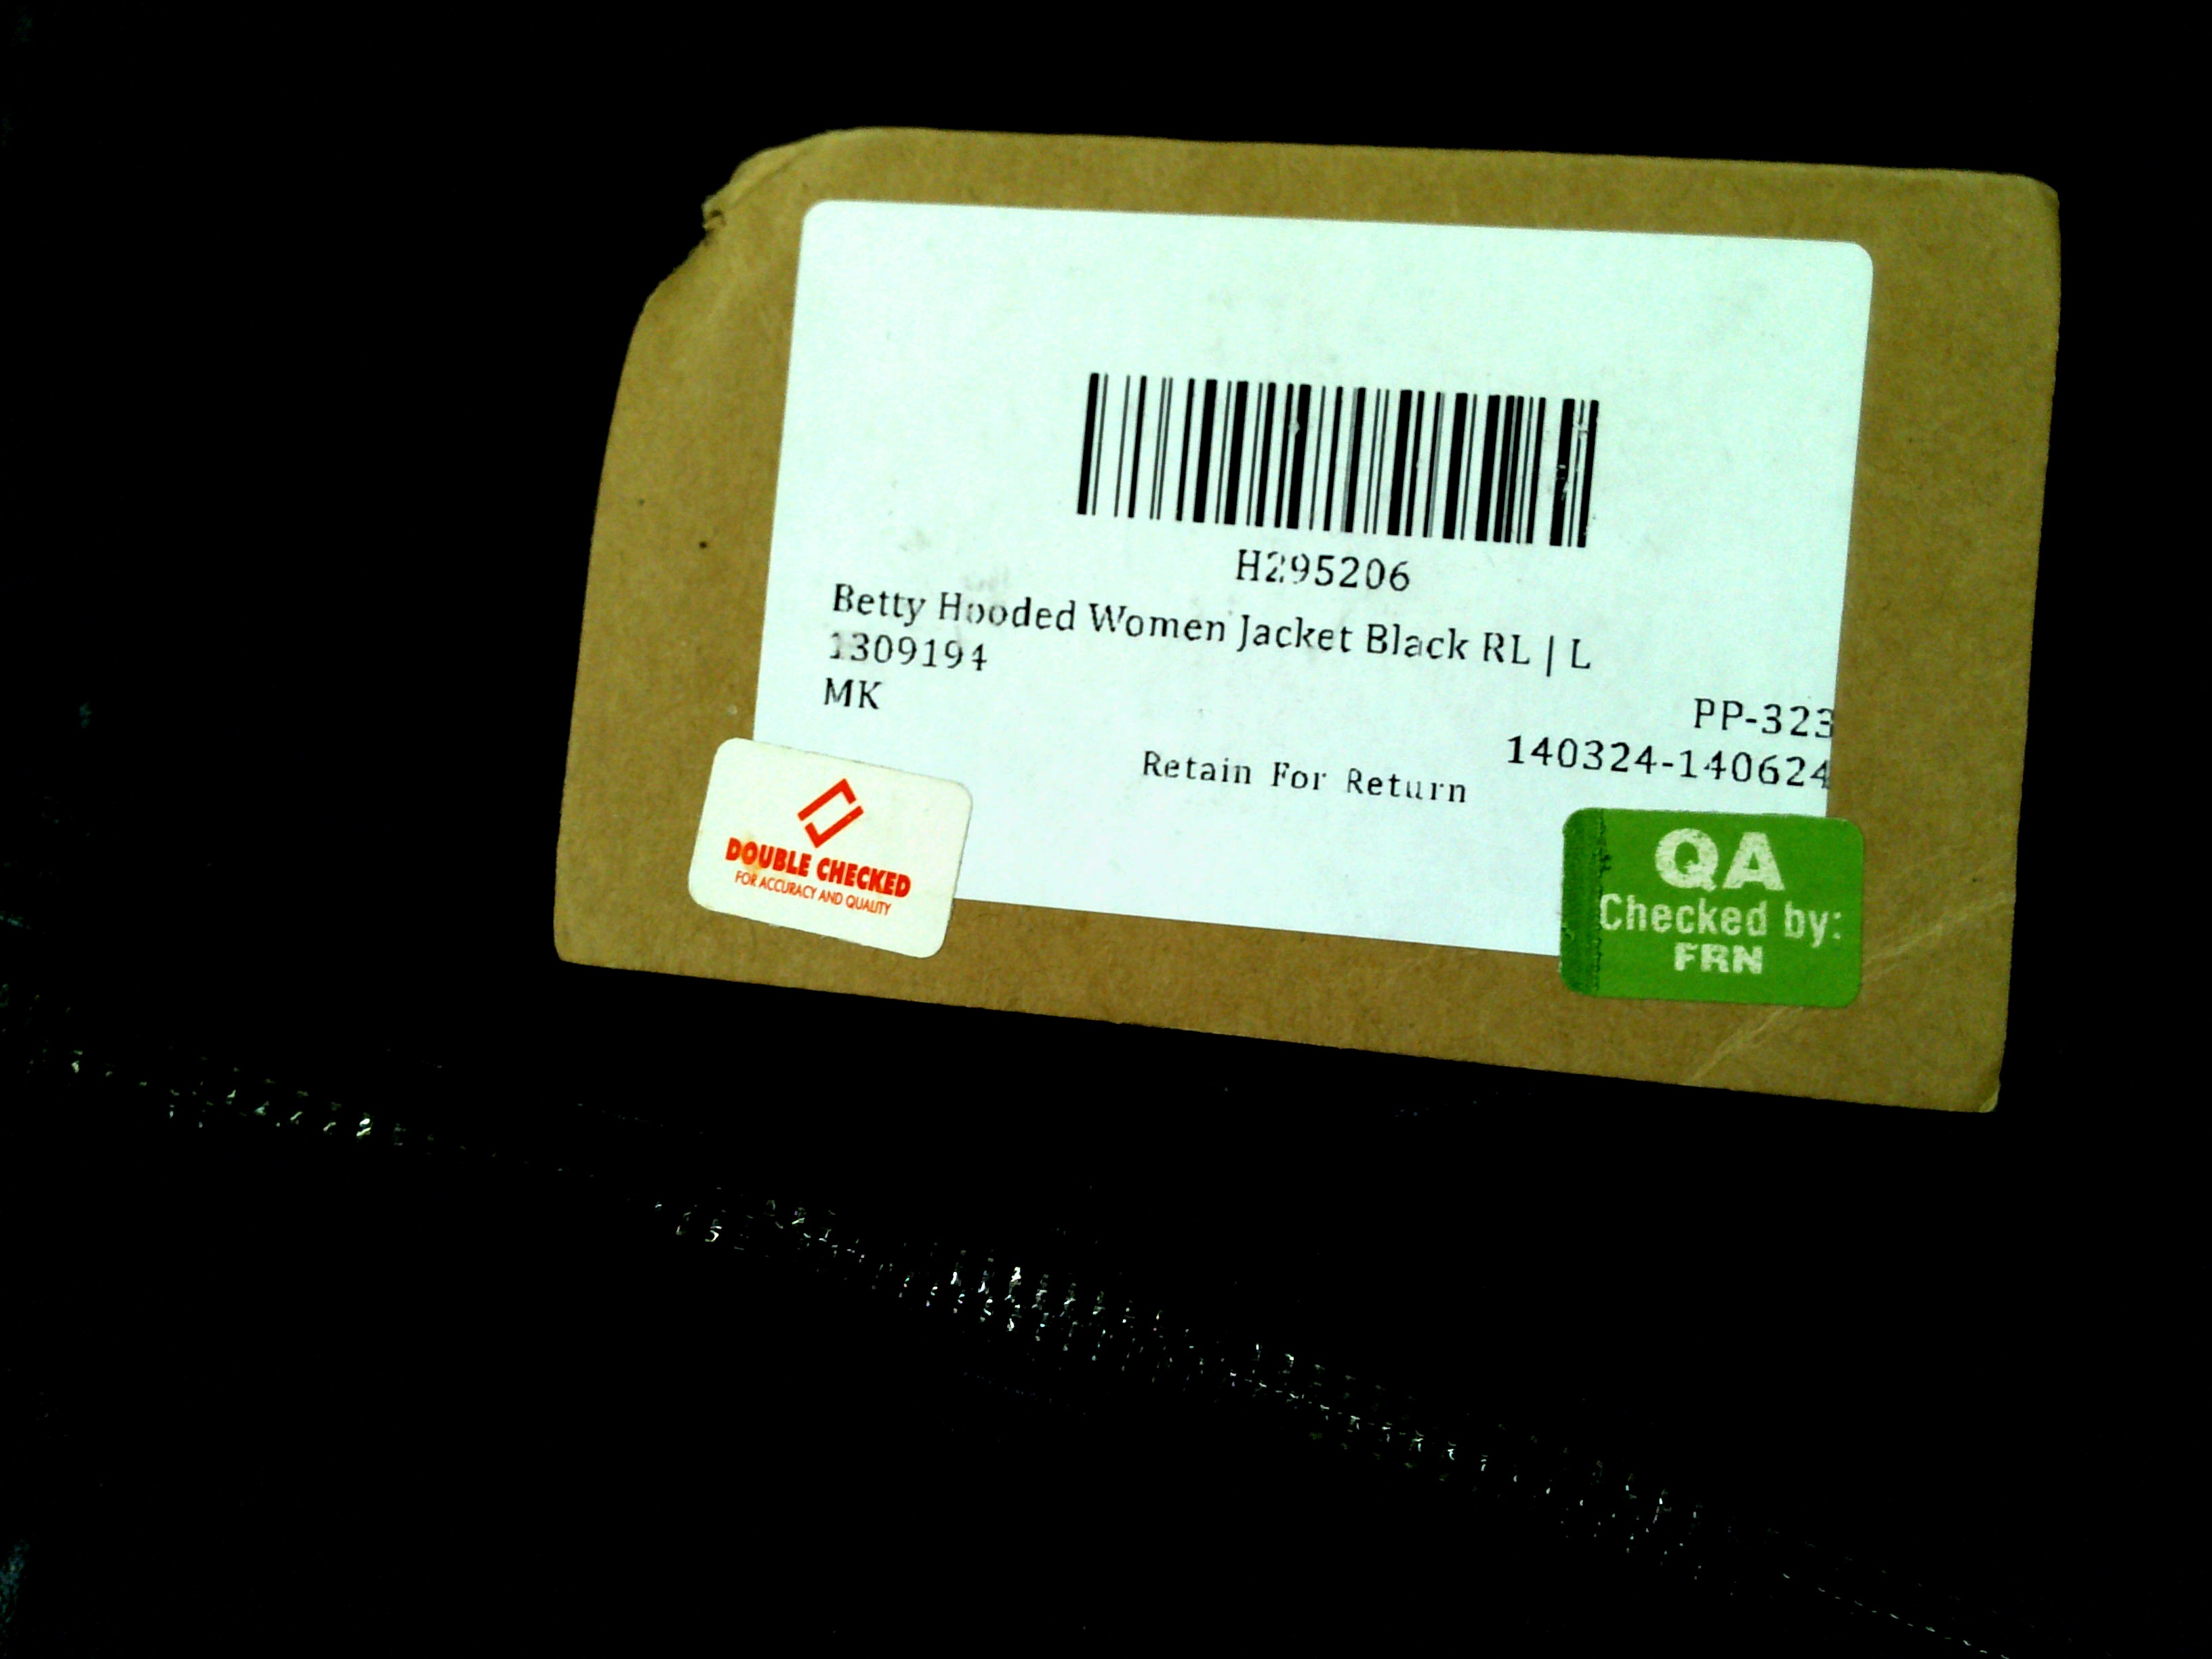 H295206
Betty Hooded Women Jacket Black RL | L
1309194
MK
PP-323
140324-140624
Retain For Return
DOUBLE CHECKED
FOR ACCURACY AND QUALITY
QA
Checked by:
FRN